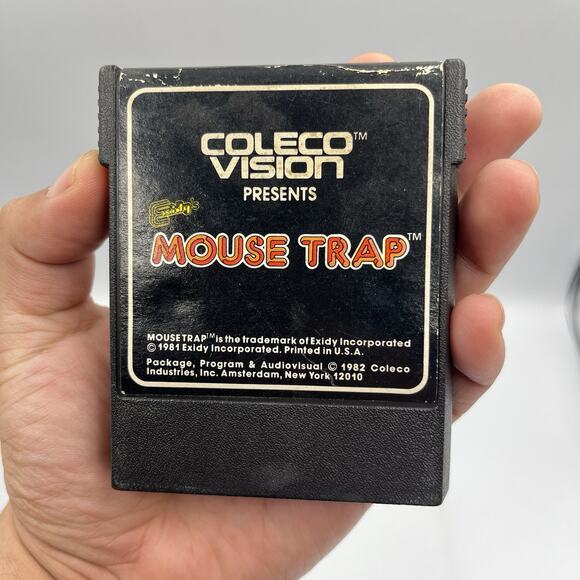 COLECO™
VISION
PRESENTS
Exidy's
MOUSE TRAP™
MOUSETRAP™ is the trademark of Exidy Incorporated
© 1981 Exidy Incorporated. Printed in U.S.A.
Package, Program & Audiovisual © 1982 Coleco
Industries, Inc. Amsterdam, New York 12010